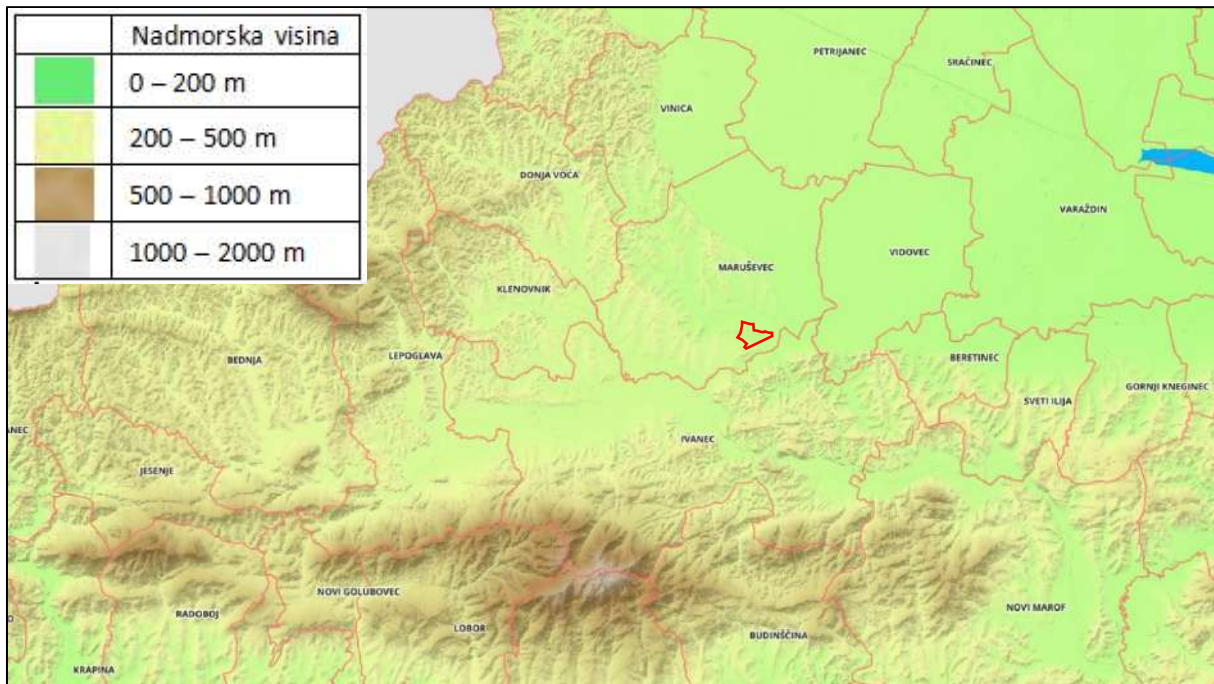 Nadmorska visina
0 – 200 m
200 – 500 m
500 – 1000 m
1000 – 2000 m
PETRIJANEC
SRAČINEC
VINICA
DONJA VOĆA
VARAŽDIN
VIDOVEC
MARUŠEVEC
KLENOVNIK
LEPOGLAVA
BEDNJA
BERETINEC
GORNJI KNEGINEC
SVETI ILIJA
ANEC
IVANEC
JESENJE
NOVI GOLUBOVEC
RADOBOJ
LOBOR
NOVI MAROF
BUDINŠČINA
O
KRAPINA